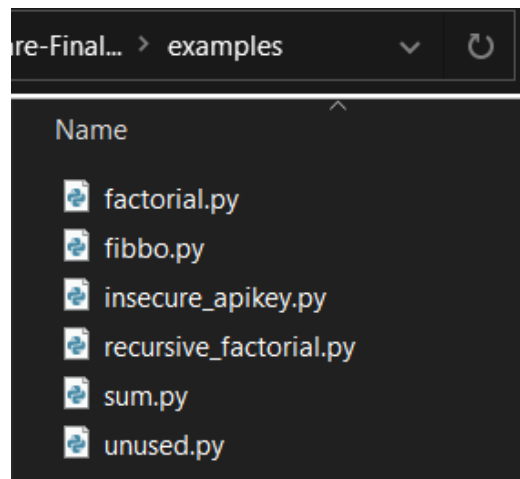 re-Final... > examples
Name
factorial.py
fibbo.py
insecure_apikey.py
recursive_factorial.py
sum.py
unused.py